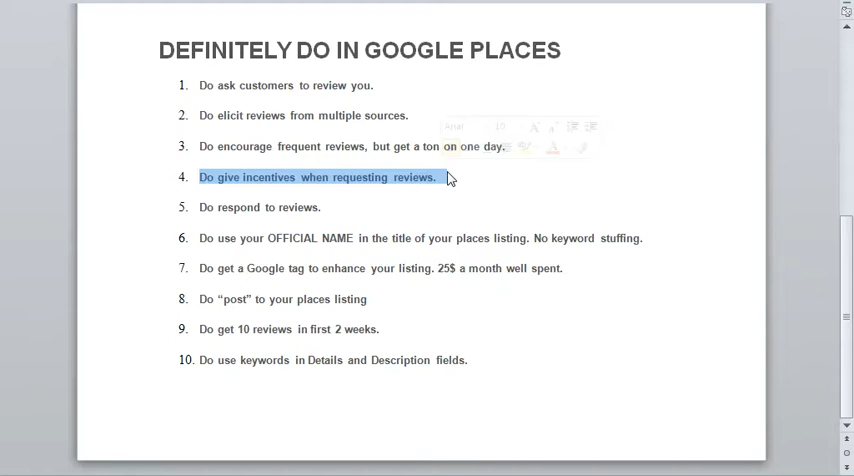 DEFINITELY DO IN GOOGLE PLACES
1. Do ask customers to review you.
2. Do elicit reviews from multiple sources.
Arial 10
3. Do encourage frequent reviews, but get a ton on one day.
4. Do give incentives when requesting reviews.
5. Do respond to reviews.
6. Do use your OFFICIAL NAME in the title of your places listing. No keyword stuffing.
7. Do get a Google tag to enhance your listing. 25$ a month well spent.
8. Do “post” to your places listing
9. Do get 10 reviews in first 2 weeks.
10. Do use keywords in Details and Description fields.